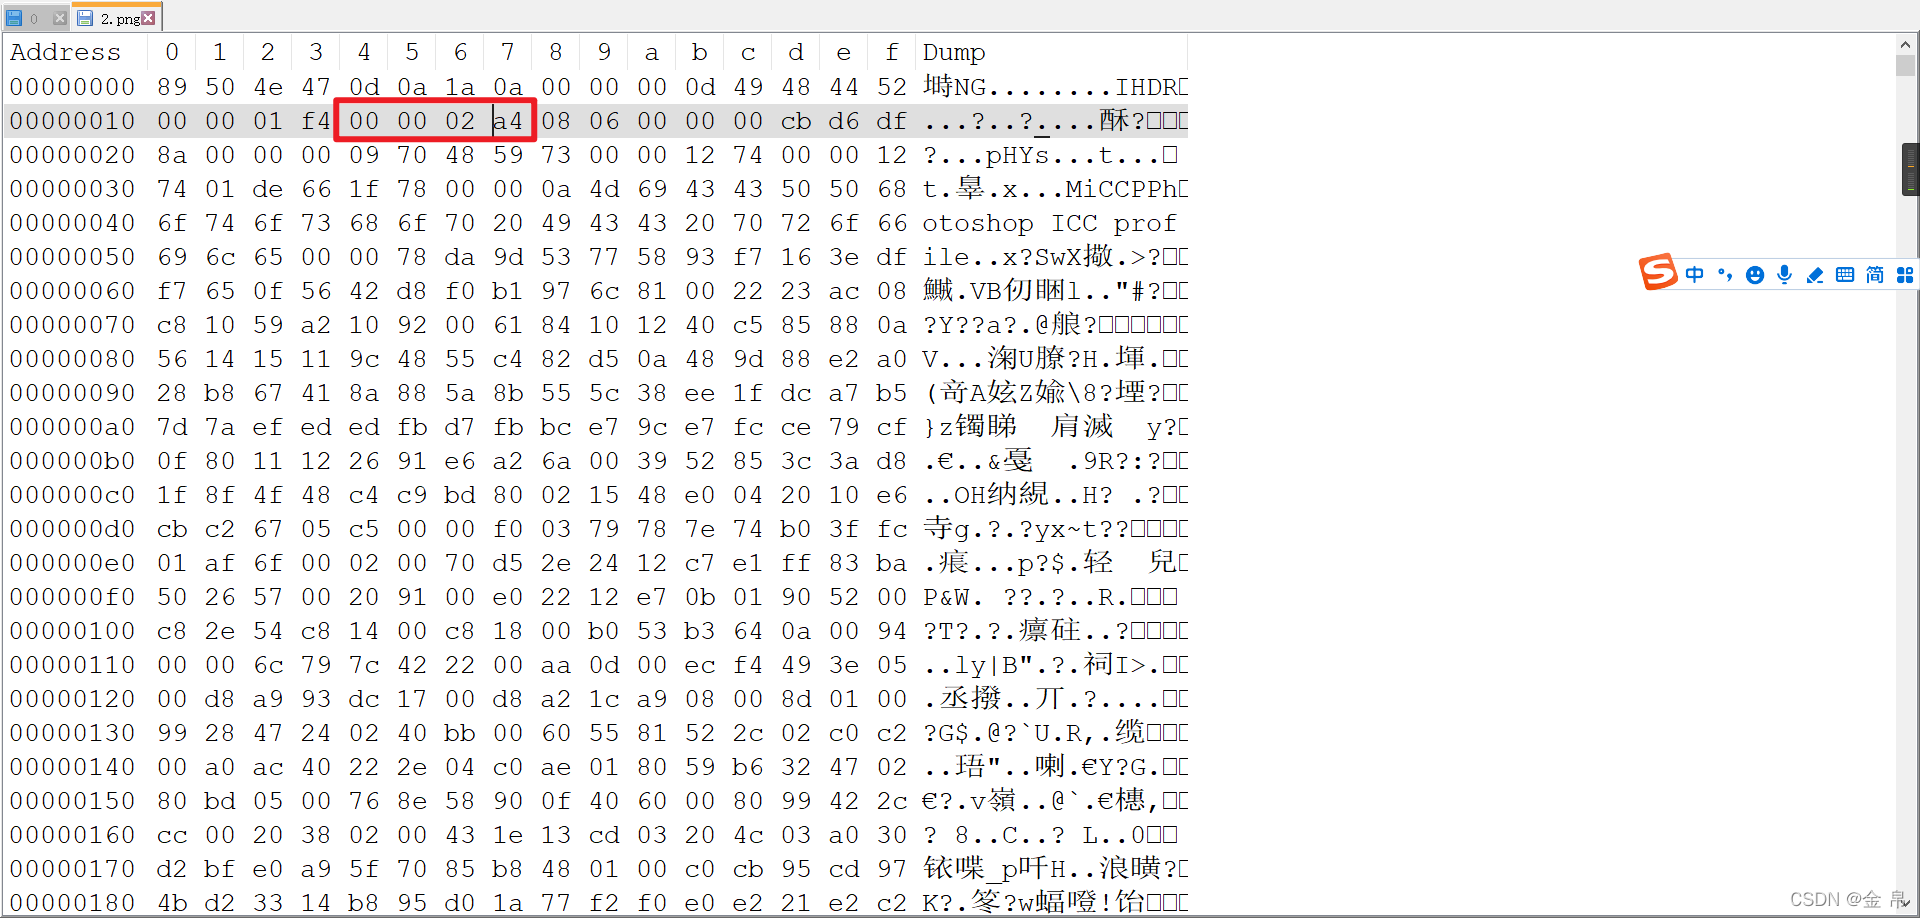 0 2.png
Address 0 1 2 3 4 5 6 7 8 9 a b c d e f Dump
00000000 89 50 4e 47 0d 0a 1a 0a 00 00 00 0d 49 48 44 52 塒NG........IHDR
00000010 00 00 01 f4 00 00 02 a4 08 06 00 00 00 cb d6 df ...?..?_....酥?
00000020 8a 00 00 00 09 70 48 59 73 00 00 12 74 00 00 12 ?...pHYs...t...
00000030 74 01 de 66 1f 78 00 00 0a 4d 69 43 43 50 50 68 t.辠.x...MiCCPPh
00000040 6f 74 6f 73 68 6f 70 20 49 43 43 20 70 72 6f 66 otoshop ICC prof
00000050 69 6c 65 00 00 78 da 9d 53 77 58 93 f7 16 3e df ile..x?SwX擏.>?
00000060 f7 65 0f 56 42 d8 f0 b1 97 6c 81 00 22 23 ac 08 鱡.VB仞睏l.."#?
00000070 c8 10 59 a2 10 92 00 61 84 10 12 40 c5 85 88 0a ?Y??a?.@艆?
00000080 56 14 15 11 9c 48 55 c4 82 d5 0a 48 9d 88 e2 a0 V...淗U膫?H.墠.
00000090 28 b8 67 41 8a 88 5a 8b 55 5c 38 ee 1f dc a7 b5 (竒A妶Z婾\8?堙?
000000a0 7d 7a ef ed ed fb d7 fb bc e7 9c e7 fc ce 79 cf }z镯睇 肩滅 y?
000000b0 0f 80 11 12 26 91 e6 a2 6a 00 39 52 85 3c 3a d8 .€..&戞 .9R?:?
000000c0 1f 8f 4f 48 c4 c9 bd 80 02 15 48 e0 04 20 10 e6 ..OH纳綄..H? .?
000000d0 cb c2 67 05 c5 00 00 f0 03 79 78 7e 74 b0 3f fc 寺g.?.?yx~t??
000000e0 01 af 6f 00 02 00 70 d5 2e 24 12 c7 e1 ff 83 ba .痮...p?$.轻 兒
000000f0 50 26 57 00 20 91 00 e0 22 12 e7 0b 01 90 52 00 P&W. ??.?..R.
00000100 c8 2e 54 c8 14 00 c8 18 00 b0 53 b3 64 0a 00 94 ?T?.?.癝砫..?
00000110 00 00 6c 79 7c 42 22 00 aa 0d 00 ec f4 49 3e 05 ..ly|B".?.祠I>.
00000120 00 d8 a9 93 dc 17 00 d8 a2 1c a9 08 00 8d 01 00 .丞撥..丌.?....
00000130 99 28 47 24 02 40 bb 00 60 55 81 52 2c 02 c0 c2 ?G$.@?`U.R,.缆
00000140 00 a0 ac 40 22 2e 04 c0 ae 01 80 59 b6 32 47 02 ..珸"..喇.€Y?G.
00000150 80 bd 05 00 76 8e 58 90 0f 40 60 00 80 99 42 2c €?.v嶺..@`.€橞,
00000160 cc 00 20 38 02 00 43 1e 13 cd 03 20 4c 03 a0 30 ? 8..C..? L..0
00000170 d2 bf e0 a9 5f 70 85 b8 48 01 00 c0 cb 95 cd 97 铱喋_p吀H..浪曧?
00000180 4b d2 33 14 b8 95 d0 1a 77 f2 f0 e0 e2 21 e2 c2 K?.笗?w蝠噔!饴
中 简
CSDN @金 帛